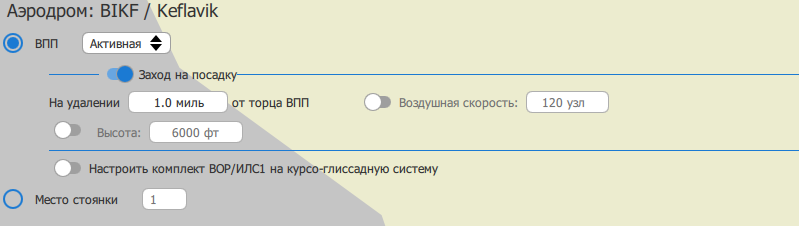 Аэродром: BIKF / Keflavik
ВПП Активная
Заход на посадку
На удалении 1.0 миль от торца ВПП Воздушная скорость: 120 узл
Высота: 6000 фт
Настроить комплект ВОР/ИЛС1 на курсо-глиссадную систему
Место стоянки 1